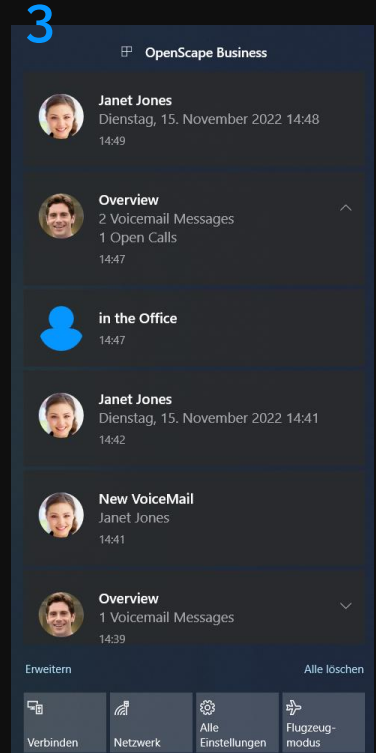 3
OpenScape Business
Janet Jones
Dienstag, 15. November 2022 14:48
14:49
Overview
2 Voicemail Messages
1 Open Calls
14:47
in the Office
14:47
Janet Jones
Dienstag, 15. November 2022 14:41
14:42
New VoiceMail
Janet Jones
14:41
Overview
1 Voicemail Messages
14:39
Erweitern Alle löschen
Verbinden
Netzwerk
Alle
Einstellungen
Flugzeug-
modus